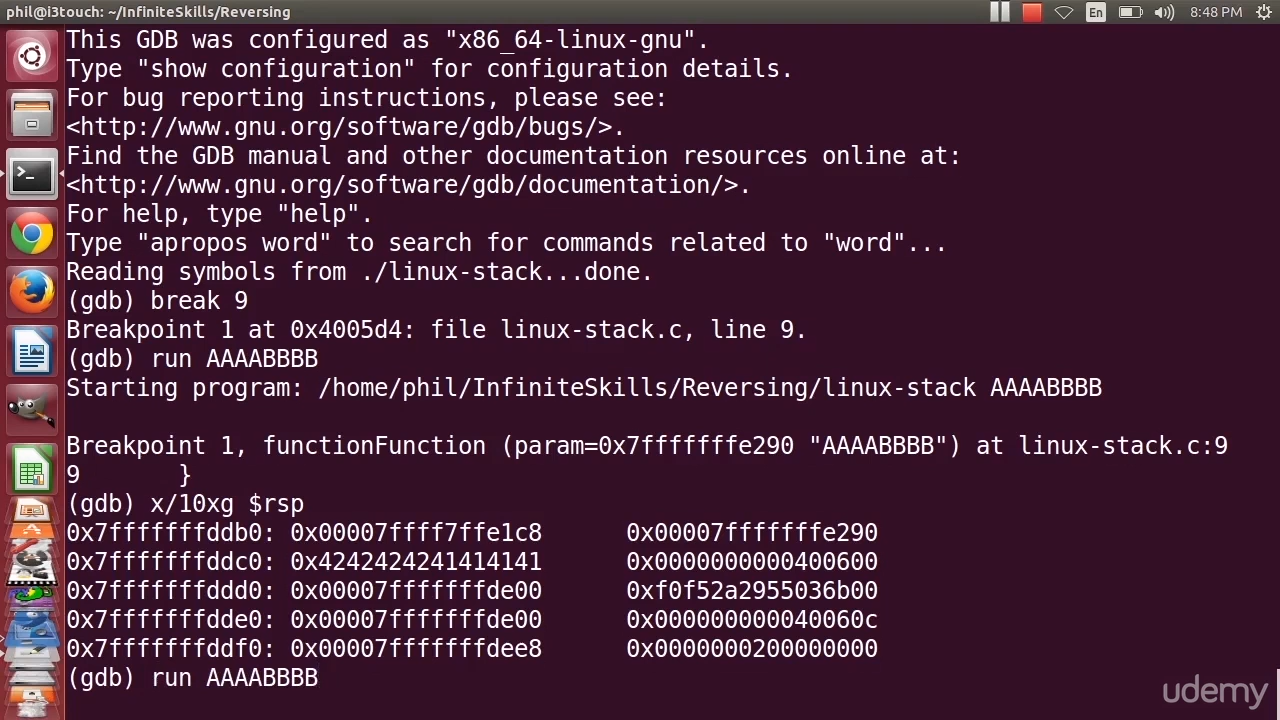 phil@i3touch: ~/InfiniteSkills/Reversing En 8:48 PM
This GDB was configured as "x86_64-linux-gnu".
Type "show configuration" for configuration details.
For bug reporting instructions, please see:
<http://www.gnu.org/software/gdb/bugs/>.
Find the GDB manual and other documentation resources online at:
<http://www.gnu.org/software/gdb/documentation/>.
For help, type "help".
Type "apropos word" to search for commands related to "word"...
Reading symbols from ./linux-stack...done.
(gdb) break 9
Breakpoint 1 at 0x4005d4: file linux-stack.c, line 9.
(gdb) run AAAABBBB
Starting program: /home/phil/InfiniteSkills/Reversing/linux-stack AAAABBBB
Breakpoint 1, functionFunction (param=0x7fffffffe290 "AAAABBBB") at linux-stack.c:9
9 }
(gdb) x/10xg $rsp
0x7fffffffddb0: 0x00007ffff7ffe1c8 0x00007fffffffe290
0x7fffffffddc0: 0x4242424241414141 0x0000000000400600
0x7fffffffddd0: 0x00007fffffffde00 0xf0f52a2955036b00
0x7fffffffdde0: 0x00007fffffffde00 0x000000000040060c
0x7fffffffddf0: 0x00007fffffffdee8 0x0000000200000000
(gdb) run AAAABBBB
udemy